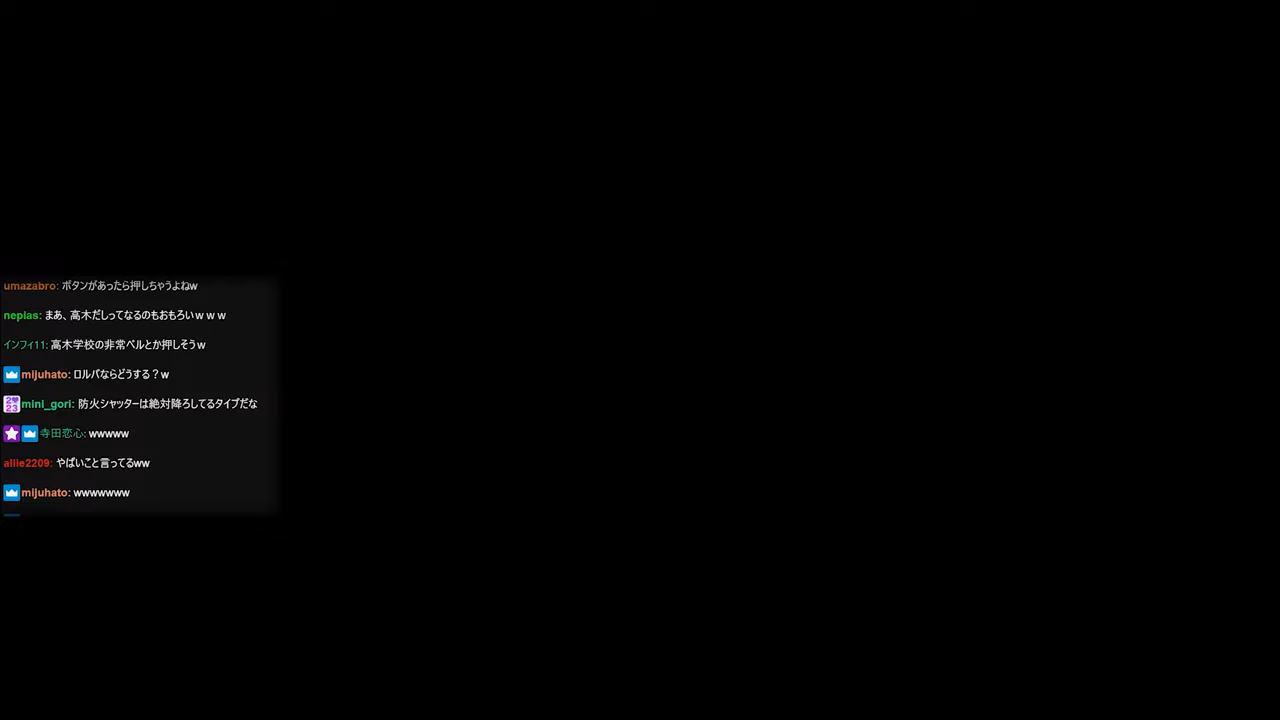 umazabro: ボタンがあったら押しちゃうよねw
neplas: まあ、高木だしってなるのもおもろいｗｗｗ
インフィ11: 高木学校の非常ベルとか押しそうｗ
mijuhato: ロルパならどうする？w
mini_gori: 防火シャッターは絶対降ろしてるタイプだな
寺田恋心: wwwww
allie2209: やばいこと言ってるww
mijuhato: wwwwwww